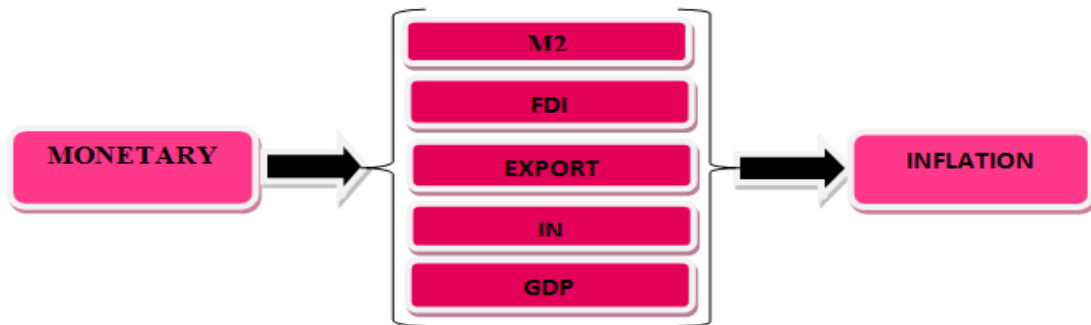 MONETARY
M2
FDI
EXPORT
IN
GDP
INFLATION